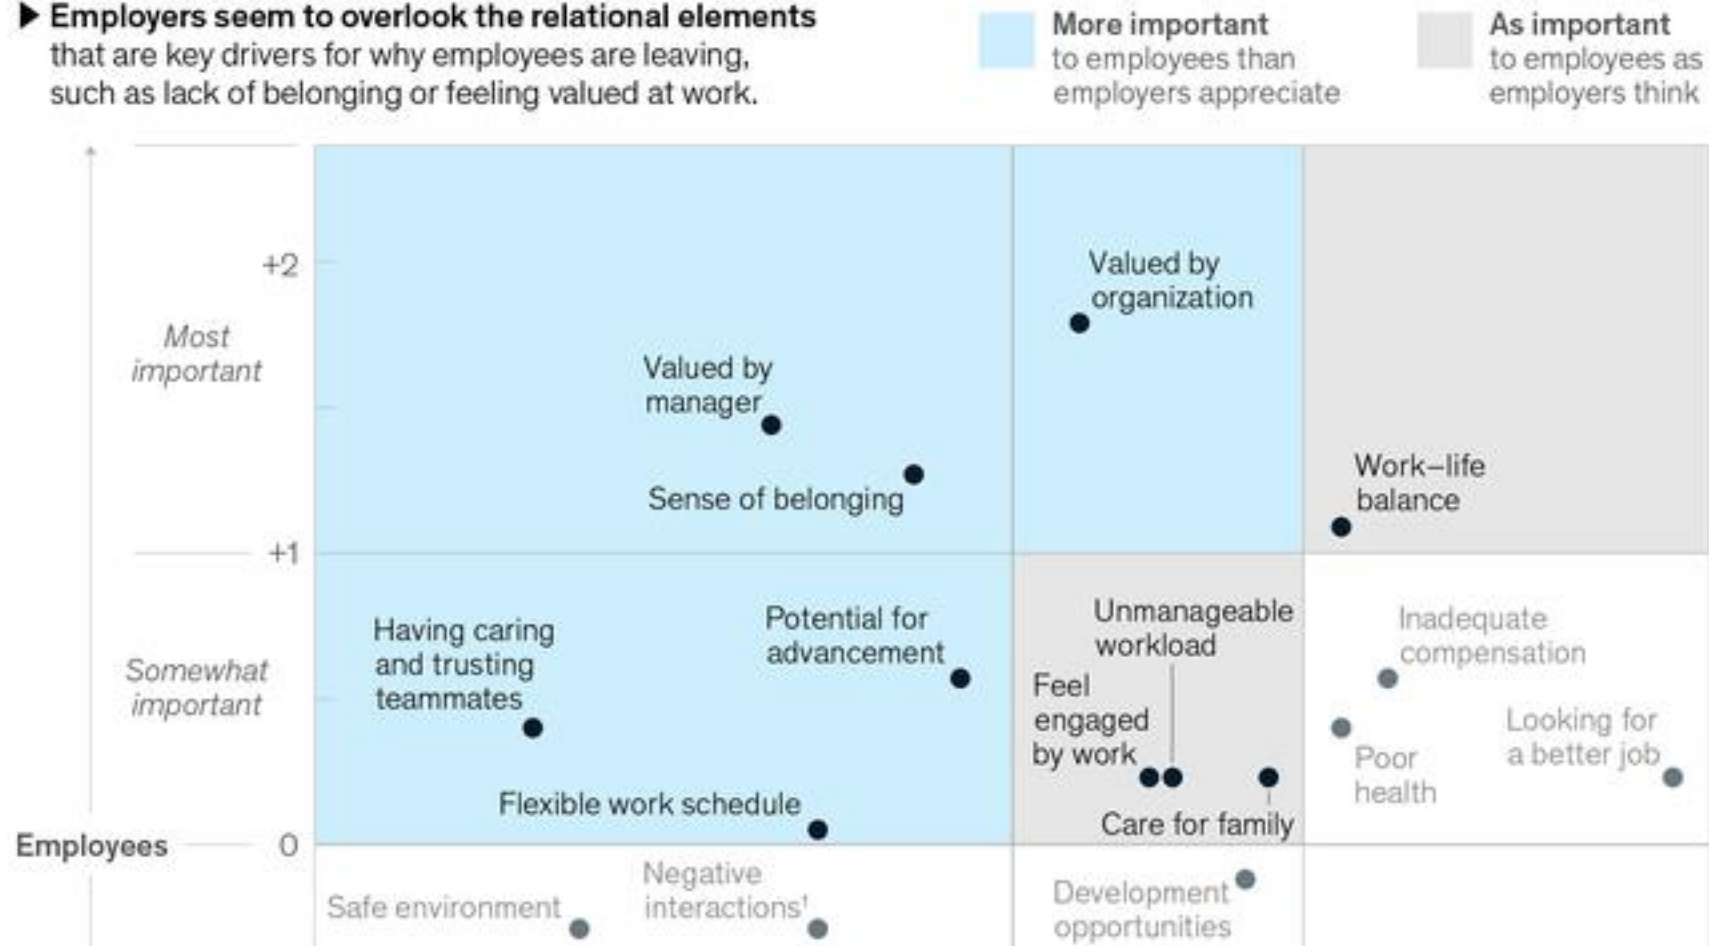 Employers seem to overlook the relational elements
that are key drivers for why employees are leaving,
such as lack of belonging or feeling valued at work.
More important
to employees than
employers appreciate
As important
to employees as
employers think
+2
Most
important
Valued by
organization
Valued by
manager
Sense of belonging
Work–life
balance
+1
Somewhat
important
Having caring
and trusting
teammates
Potential for
advancement
Unmanageable
workload
Feel
engaged
by work
Inadequate
compensation
Looking for
a better job
Poor
health
Flexible work schedule
Care for family
Employees
0
Safe environment
Negative
interactions¹
Development
opportunities